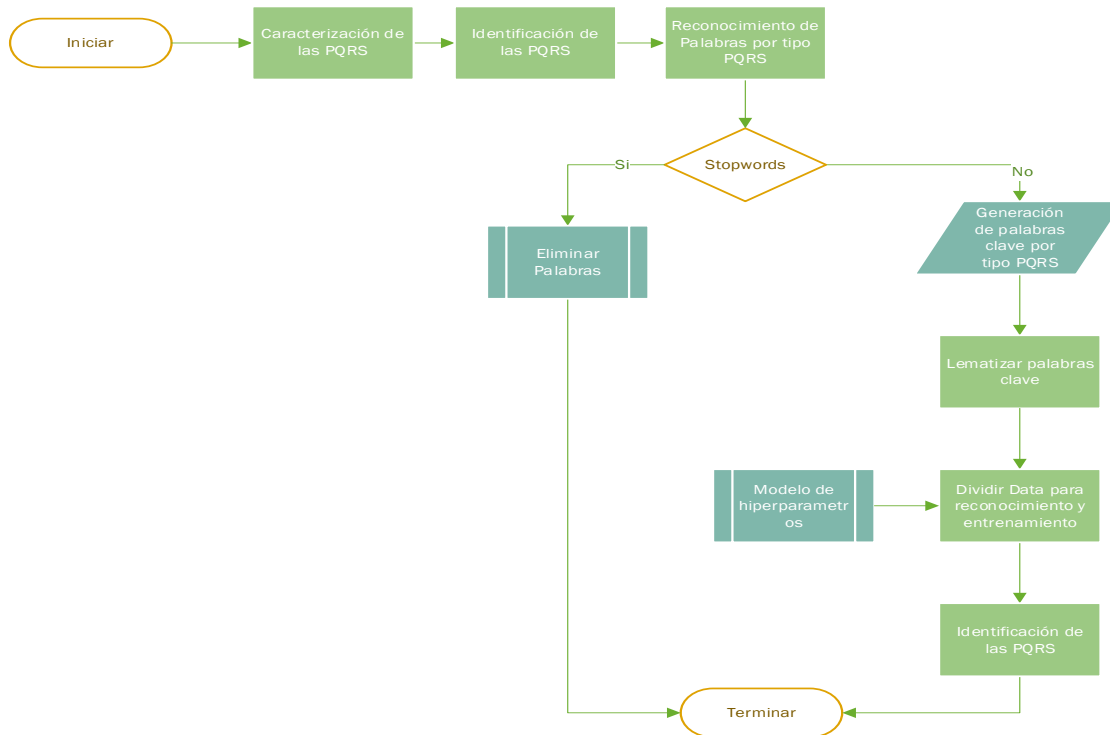 Iniciar
Caracterización de
las PQRS
Identificación de
las PQRS
Reconocimiento de
Palabras por tipo
PQRS
Stopwords
Si
No
Eliminar
Palabras
Generación
de palabras
clave por
tipo PQRS
Lematizar palabras
clave
Modelo de
hiperparametr
os
Dividir Data para
reconocimiento y
entrenamiento
Identificación de
las PQRS
Terminar